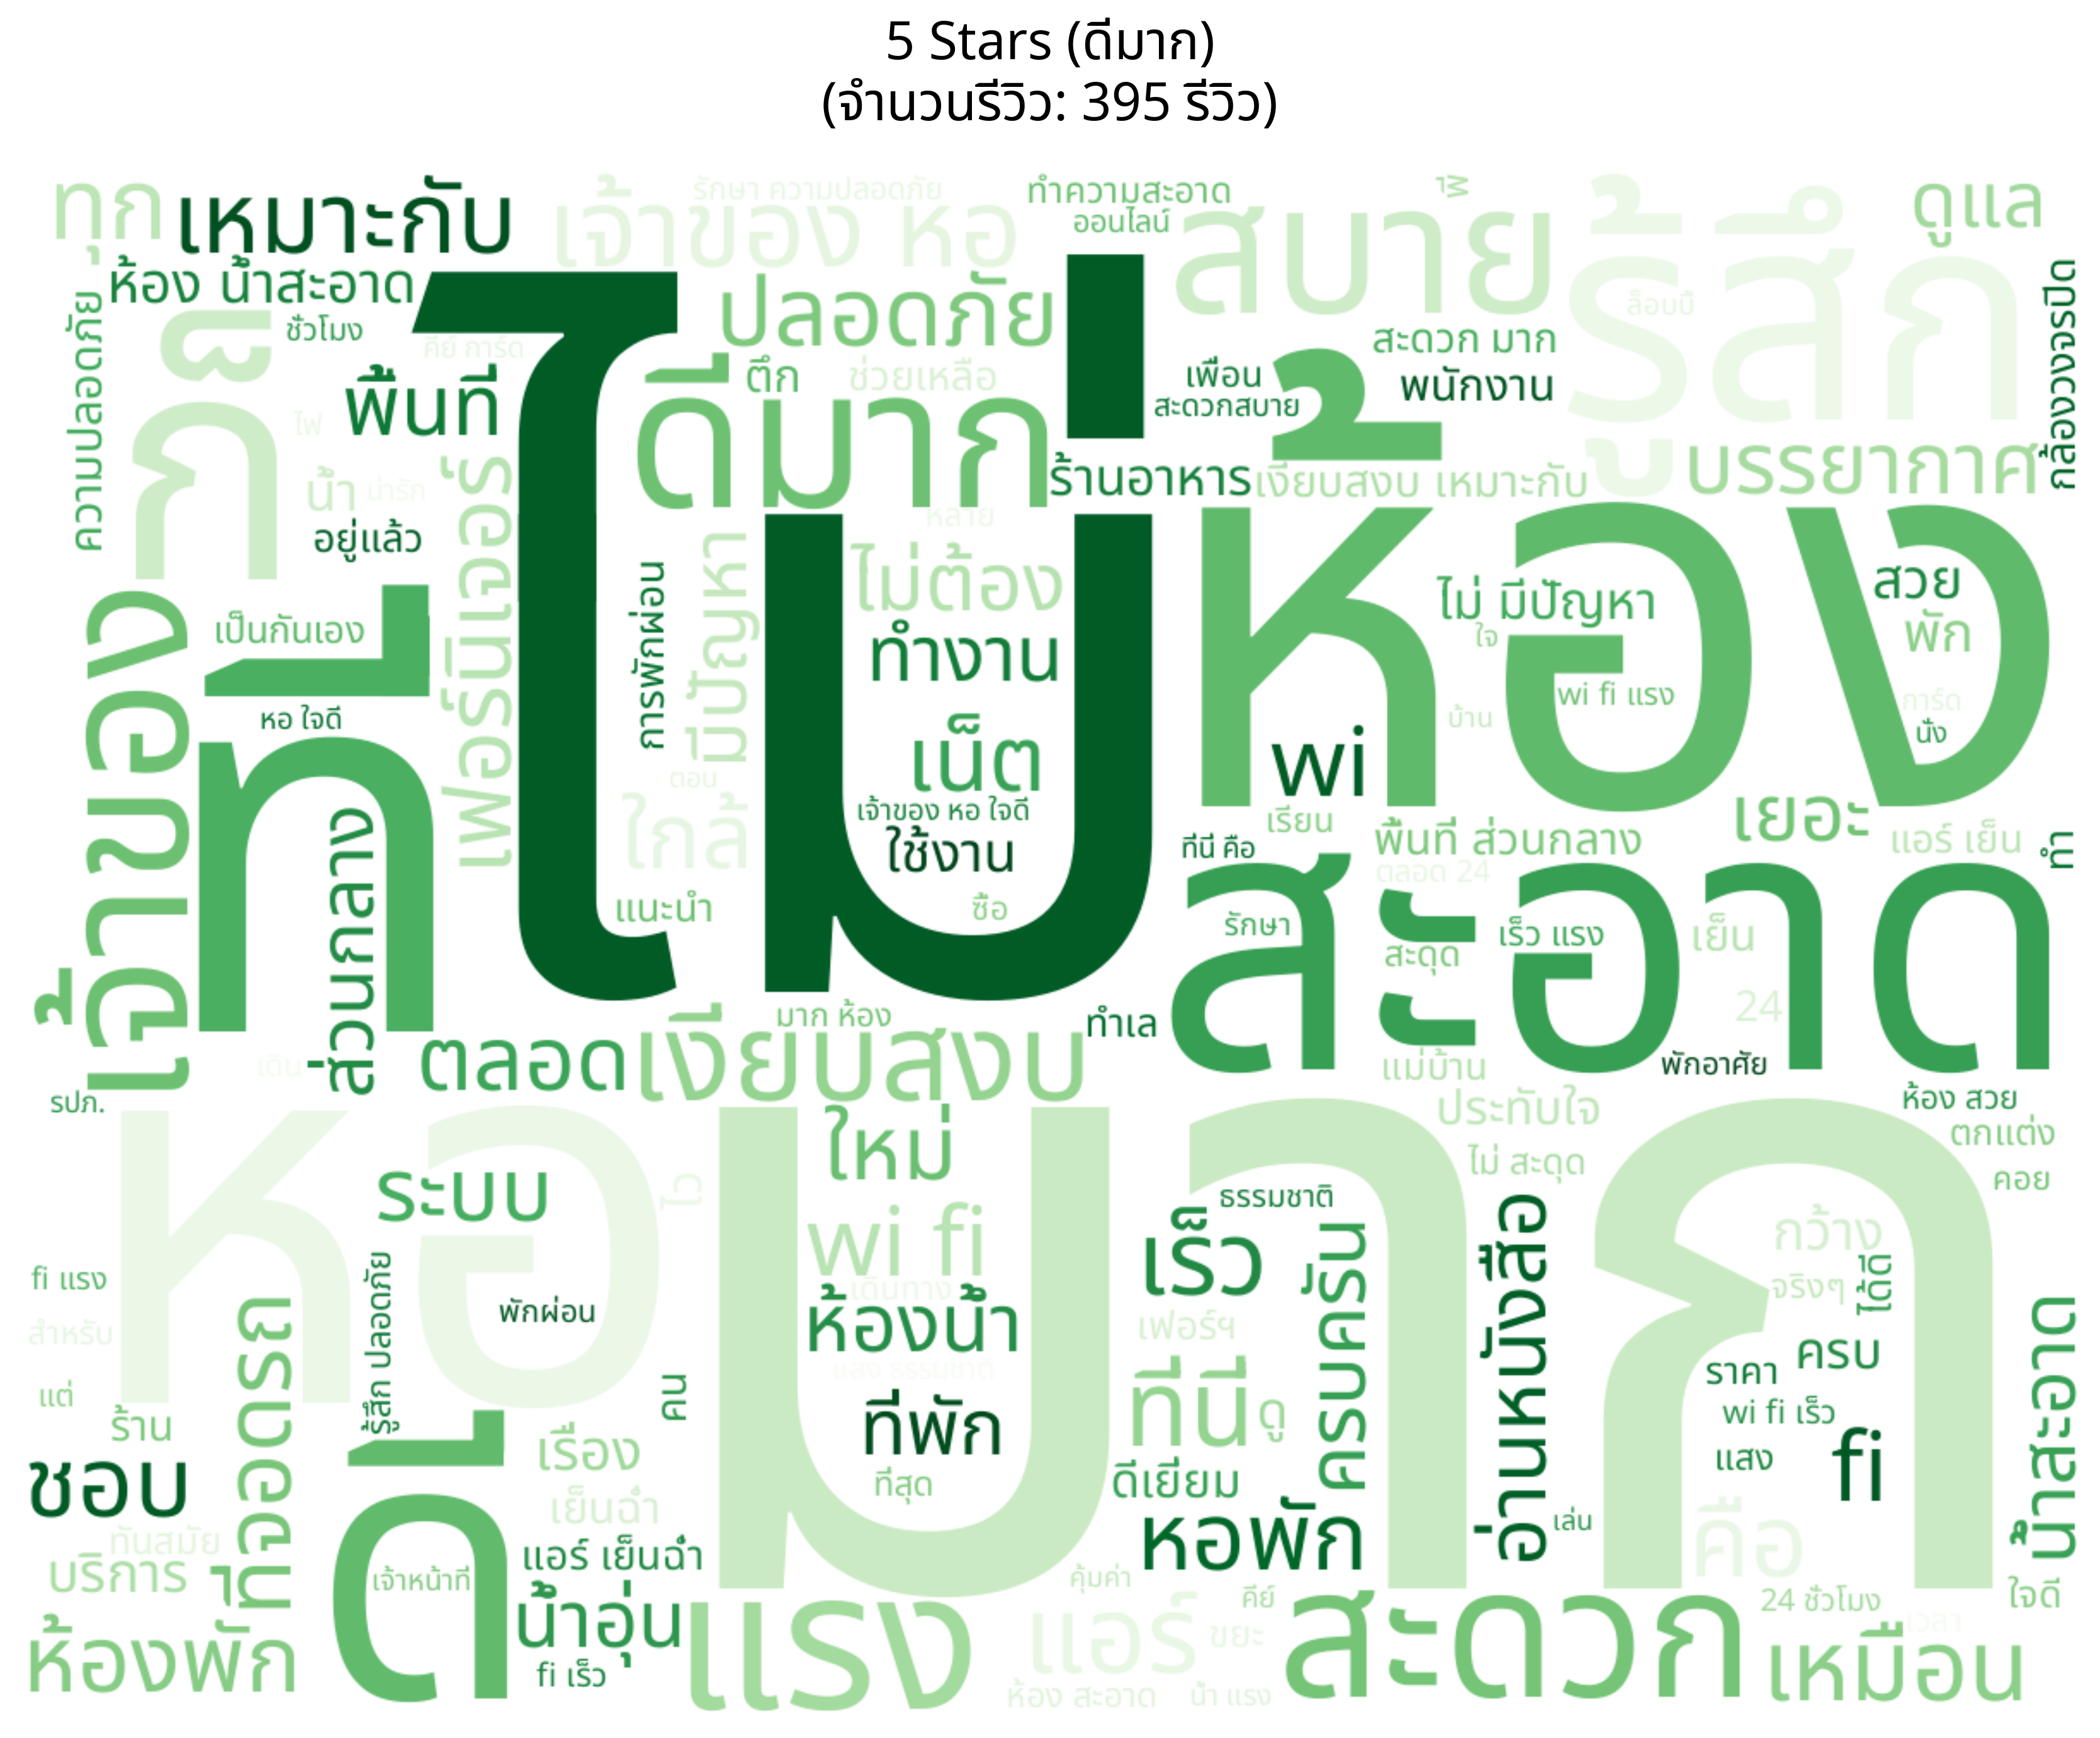 5 Stars (ดีมาก)
(จำนวนรีวิว: 395 รีวิว)
ทุก
เหมาะกับ
เจ้าของ หอ
รักษา ความปลอดภัย
ทำความสะอาด
ออนไลน์
สบาย
รู้สึก
ดูแล
ห้อง น้ำสะอาด
ชั่วโมง
คีย์ การ์ด
ปลอดภัย
ตึก
ช่วยเหลือ
ล็อบบี้
สะดวก มาก
เพื่อน
สะดวกสบาย
พนักงาน
กล้องวงจรปิด
ความปลอดภัย
ก็
พื้นที่
ไฟ
น้ำ
น่ารัก
อยู่แล้ว
ดีมาก
ร้านอาหาร
เงียบสงบ เหมาะกับ
บรรยากาศ
ไม่
ห้อง
หลาย
ไม่ต้อง
ทำงาน
เน็ต
เจ้าของ หอ ใจดี
ใช้งาน
ซื้อ
การพักผ่อน
มีปัญหา
ตอน
ใกล้
แนะนำ
เฟอร์นิเจอร์
เป็นกันเอง
ที่
หอ ใจดี
เจ้าของ
ส่วนกลาง
ไม่ มีปัญหา
ใจ
wi fi แรง
บ้าน
wi
สวย
พัก
การ์ด
นั่ง
เรียน
ที่นี่ คือ
พื้นที่ ส่วนกลาง
ตลอด 24
เยอะ
แอร์ เย็น
ทำ
สะอาด
รักษา
สะดุด
เร็ว แรง
เย็น
24
แม่บ้าน
พักอาศัย
มาก ห้อง
ทำเล
เดิน
ตลอด
เงียบสงบ
รปภ.
หอ
มาก
ใหม่
ประทับใจ
ไม่ สะดุด
ห้อง สวย
ตกแต่ง
คอย
ระบบ
ไว
wi fi
เดินทาง
ห้องน้ำ
แสง ธรรมชาติ
ที่พัก
ที่สุด
ธรรมชาติ
เร็ว
เฟอร์ฯ
ที่นี่
ดู
ดีเยี่ยม
หอพัก
ครบครัน
อ่านหนังสือ
เล่น
กว้าง
จริงๆ
ได้ดี
ครบ
ราคา
wi fi เร็ว
แสง
fi
คือ
น้ำสะอาด
fi แรง
สำหรับ
แต่
ร้าน
ชอบ
ทันสมัย
บริการ
ห้องพัก
ที่จอดรถ
รู้สึก ปลอดภัย
พักผ่อน
คน
ดี
เจ้าหน้าที่
เรื่อง
เย็นฉ่ำ
แอร์ เย็นฉ่ำ
น้ำอุ่น
fi เร็ว
แรง
คุ้มค่า
แอร์
คีย์
ขยะ
ห้อง สะอาด
น้ำ แรง
สะดวก
24 ชั่วโมง
เวลา
ใจดี
เหมือน